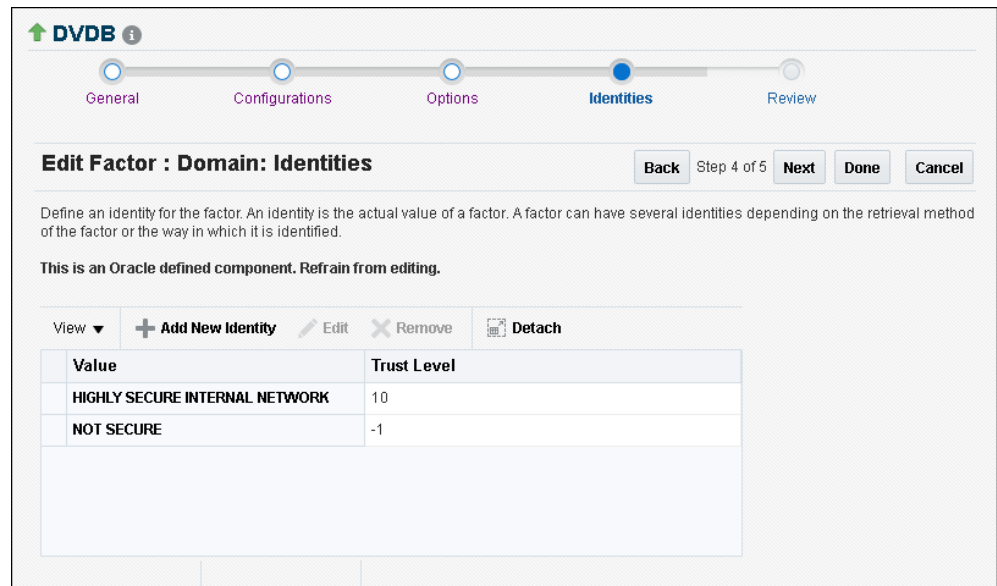 DVDB
General Configurations Options Identities Review
Edit Factor : Domain: Identities
Back Step 4 of 5 Next Done Cancel
Define an identity for the factor. An identity is the actual value of a factor. A factor can have several identities depending on the retrieval method
of the factor or the way in which it is identified.
This is an Oracle defined component. Refrain from editing.
View Add New Identity Edit Remove Detach
Value Trust Level
HIGHLY SECURE INTERNAL NETWORK 10
NOT SECURE -1